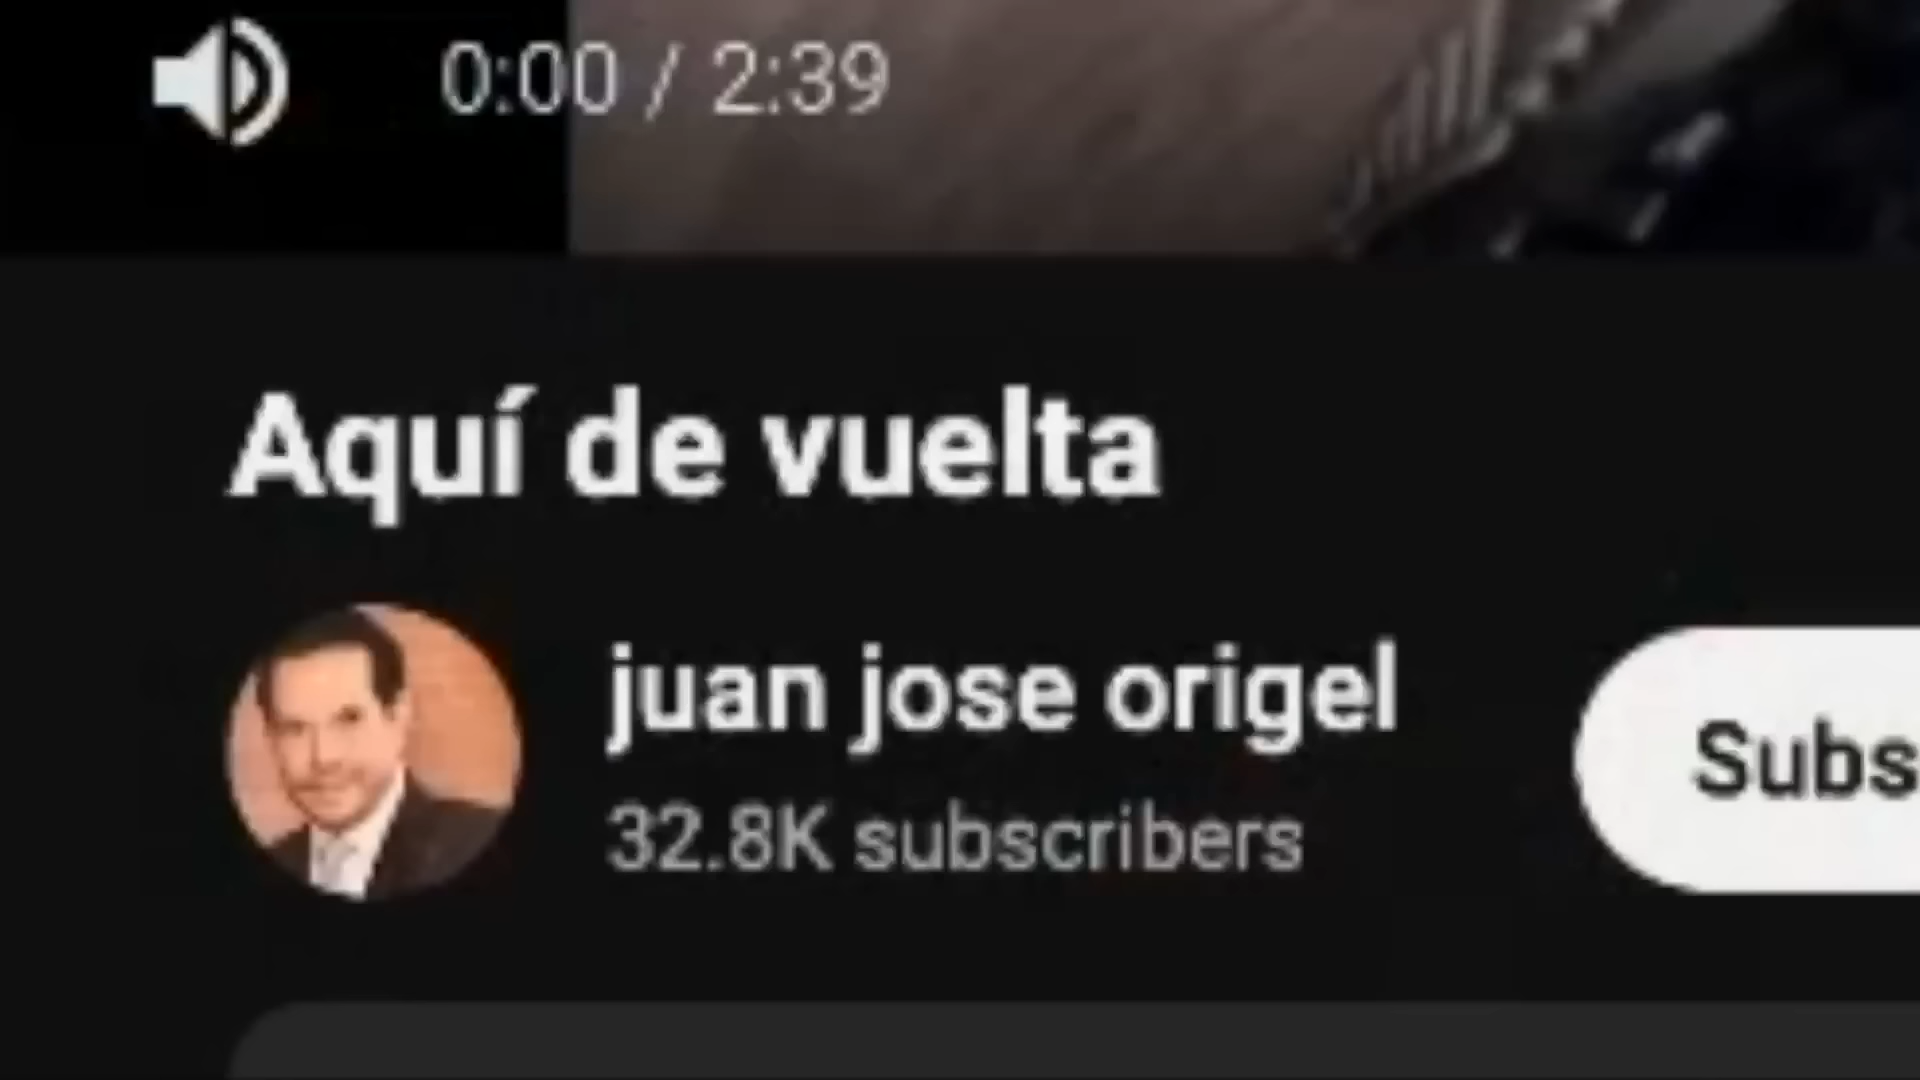 0:00 / 2:39
Aquí de vuelta
juan jose origel
32.8K subscribers
Subs